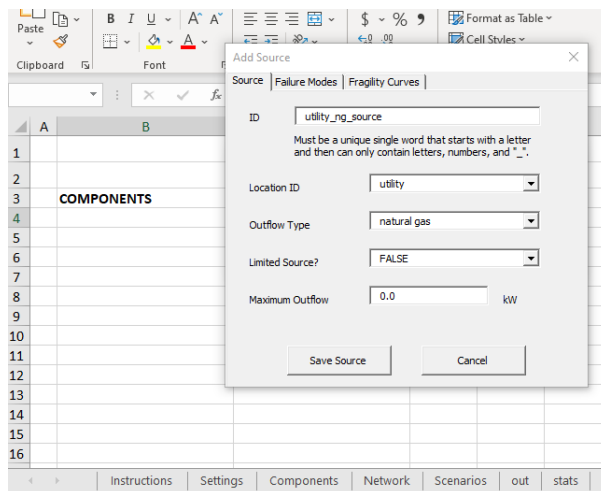 Paste
B I U
A^ A˅
$ % 9
Format as Table
.00
Cell Styles
Clipboard
Font
fx
Add Source
Source Failure Modes Fragility Curves
ID utility_ng_source
Must be a unique single word that starts with a letter
and then can only contain letters, numbers, and "_".
Location ID utility
Outflow Type natural gas
Limited Source? FALSE
Maximum Outflow 0.0 kW
Save Source Cancel
A B
1
2
3 COMPONENTS
4
5
6
7
8
9
10
11
12
13
14
15
16
Instructions Settings Components Network Scenarios out stats